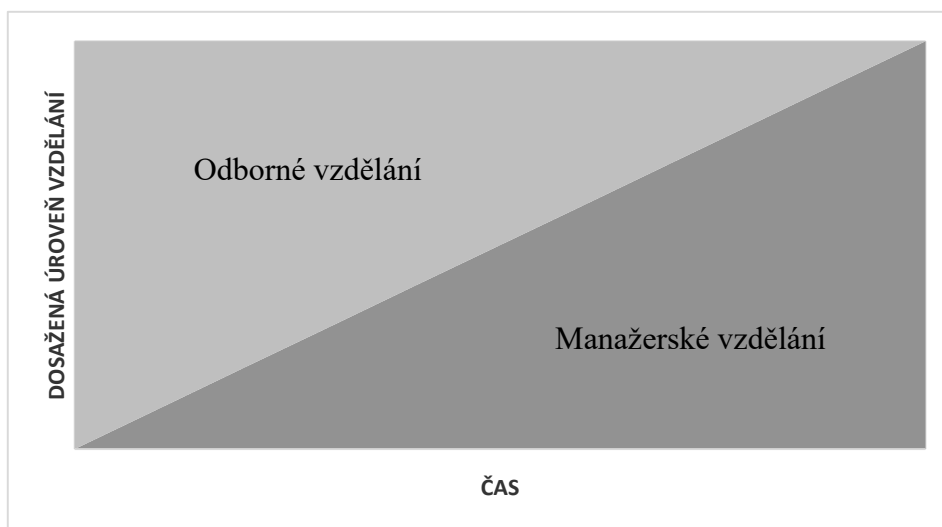 DOSAŽENÁ ÚROVEŇ VZDĚLÁNÍ
Odborné vzdělání
Manažerské vzdělání
ČAS